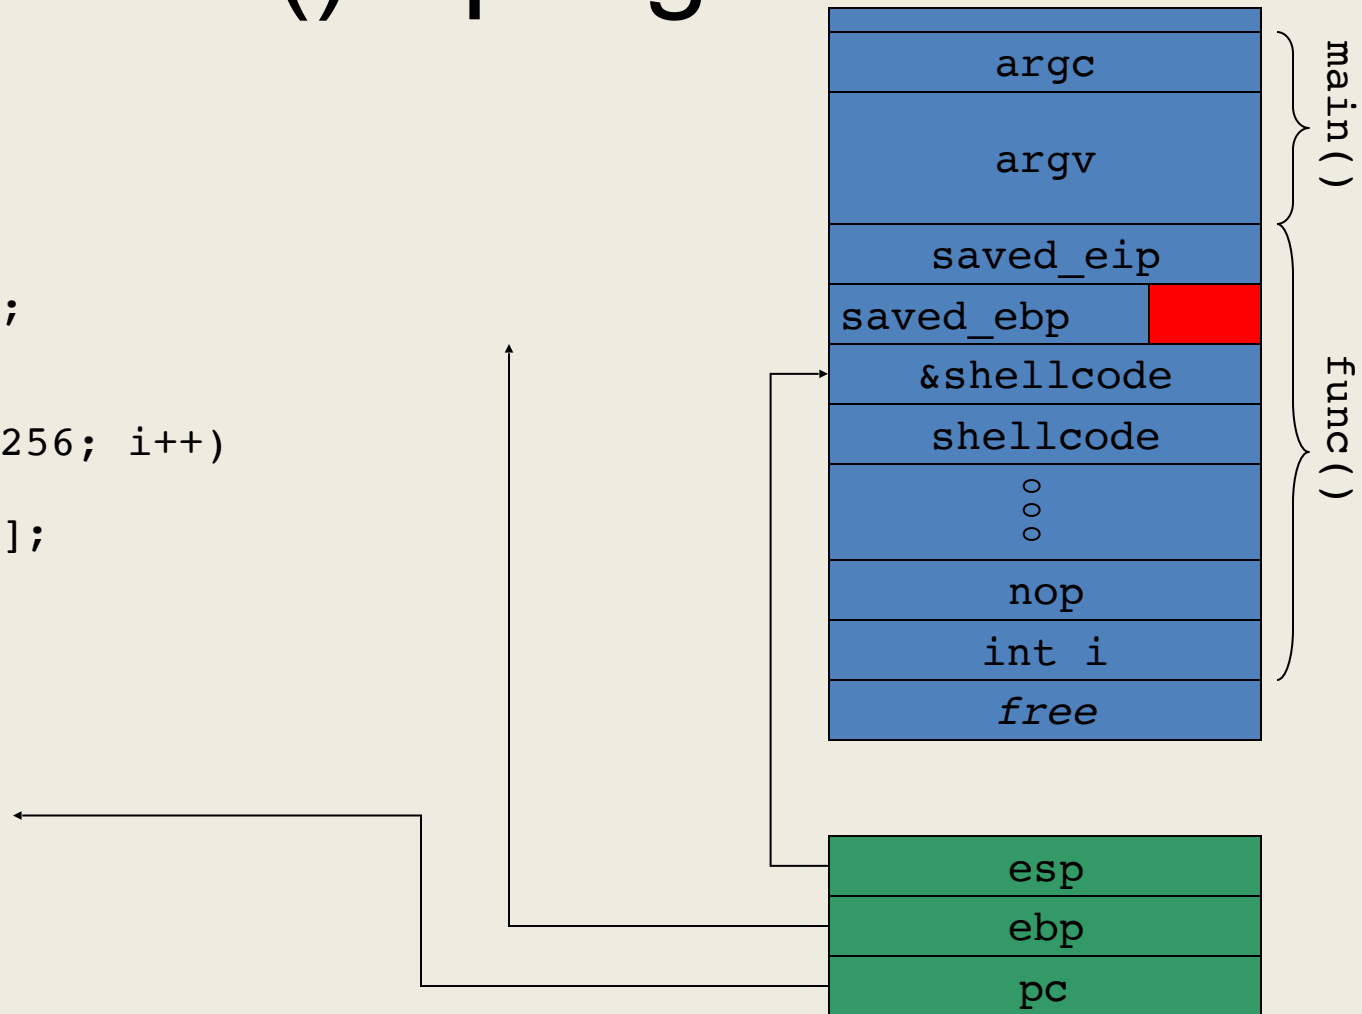 ()
argc
argv
main()
saved_eip
;
saved_ebp
&shellcode
256; i++)
shellcode
func()
];
nop
int i
free
esp
ebp
pc